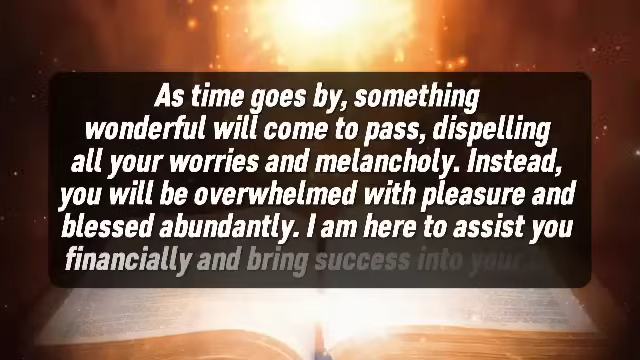 As time goes by, something
wonderful will come to pass, dispelling
all your worries and melancholy. Instead,
you will be overwhelmed with pleasure and
blessed abundantly. I am here to assist you
financially and bring success into your